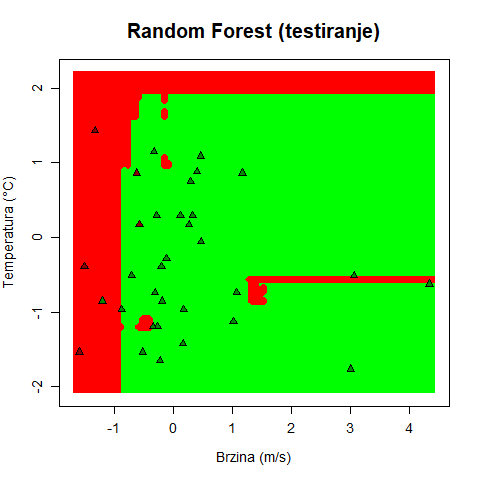 Random Forest (testiranje)
Temperatura (°C)
2
1
0
-1
-2
-1 0 1 2 3 4
Brzina (m/s)